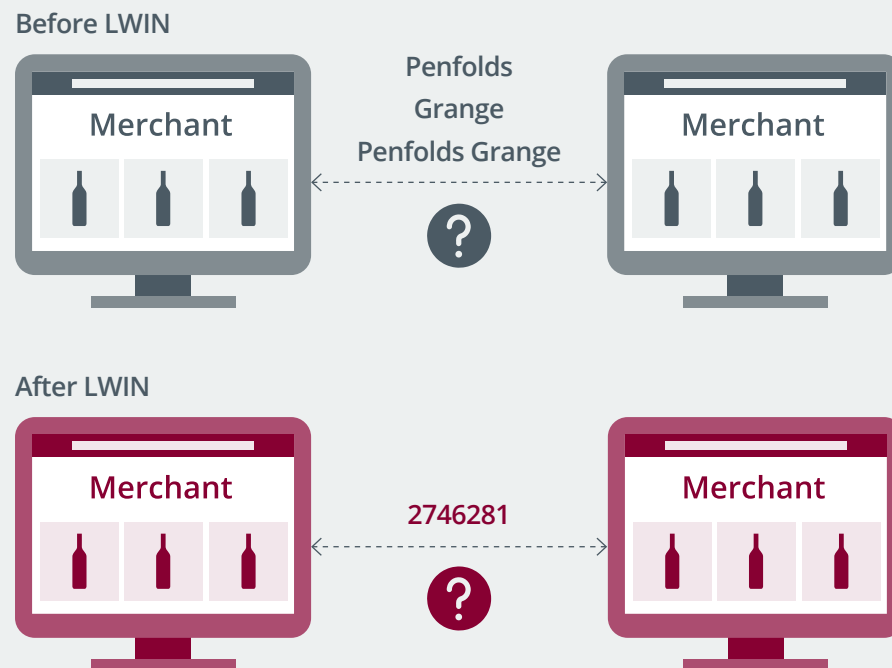 Before LWIN
Merchant
Penfolds
Grange
Penfolds Grange
?
Merchant
After LWIN
Merchant
2746281
?
Merchant